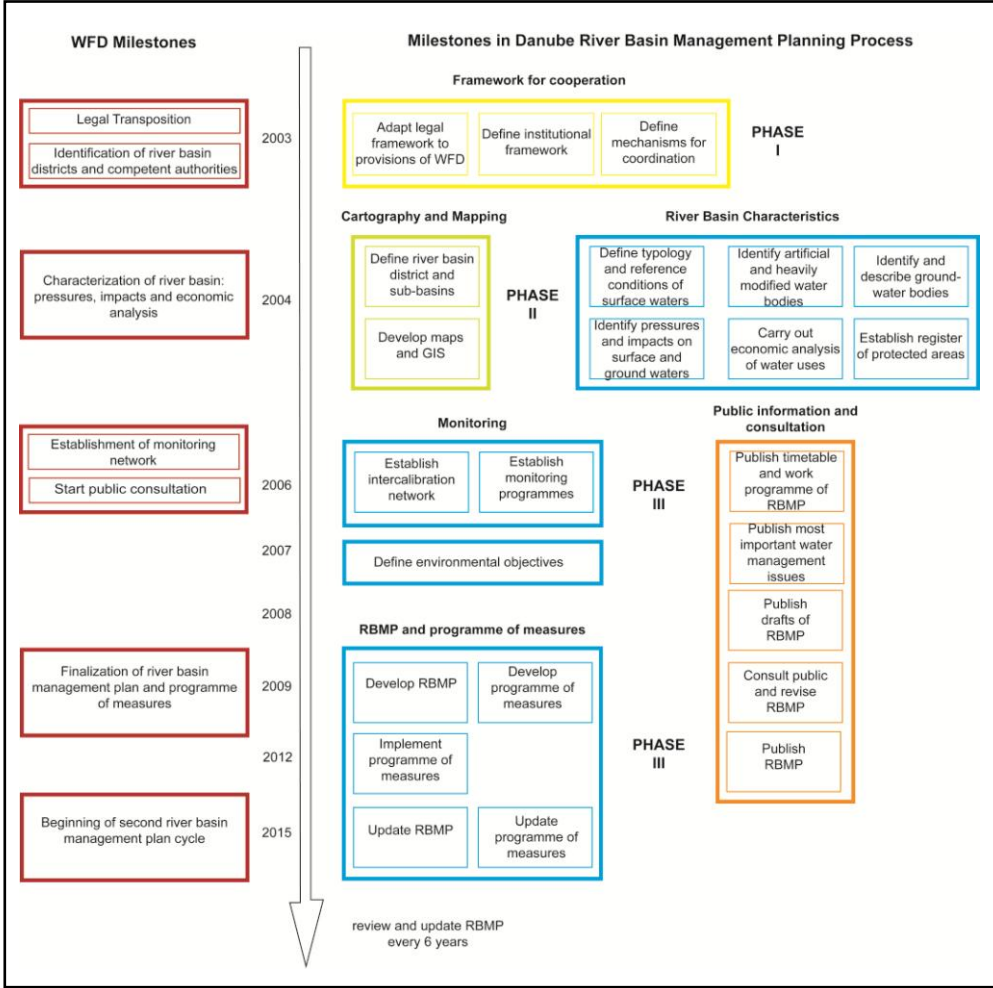 WFD Milestones
Milestones in Danube River Basin Management Planning Process
Framework for cooperation
Legal Transposition
Identification of river basin
districts and competent authorities
2003
Adapt legal
framework to
provisions of WFD
Define institutional
framework
Define
mechanisms for
coordination
PHASE
I
Cartography and Mapping
River Basin Characteristics
Characterization of river basin:
pressures, impacts and economic
analysis
2004
Define river basin
district and
sub-basins
Develop maps
and GIS
PHASE
II
Define typology
and reference
conditions of
surface waters
Identify artificial
and heavily
modified water
bodies
Identify and
describe ground-
water bodies
Identify pressures
and impacts on
surface and
ground waters
Carry out
economic analysis
of water uses
Establish register
of protected areas
Monitoring
Public information and
consultation
Establishment of monitoring
network
Start public consultation
2006
Establish
intercalibration
network
Establish
monitoring
programmes
PHASE
III
Publish timetable
and work
programme of
RBMP
2007
Define environmental objectives
Publish most
important water
management
issues
2008
Publish
drafts of
RBMP
RBMP and programme of measures
Finalization of river basin
management plan and programme
of measures
2009
Develop RBMP
Develop
programme of
measures
Consult public
and revise
RBMP
2012
Implement
programme of
measures
PHASE
III
Publish
RBMP
Beginning of second river basin
management plan cycle
2015
Update RBMP
Update
programme of
measures
review and update RBMP
every 6 years